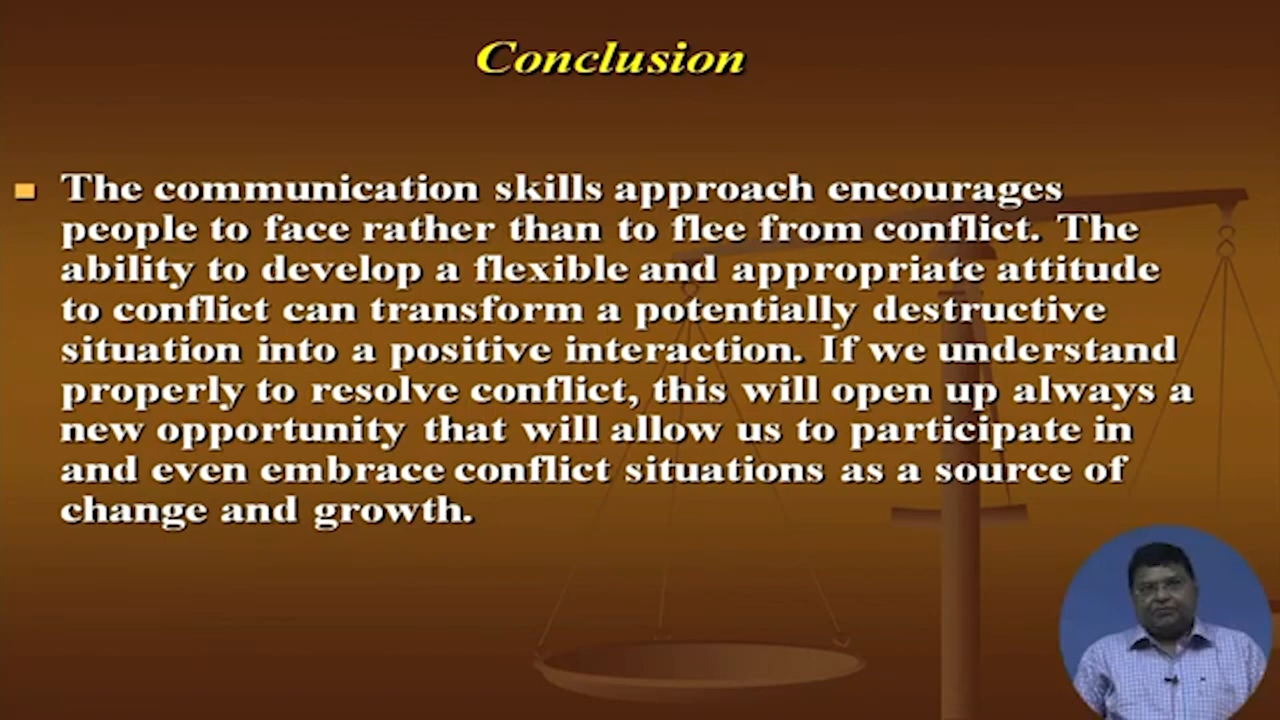 Conclusion
The communication skills approach encourages
people to face rather than to flee from conflict. The
ability to develop a flexible and appropriate attitude
to conflict can transform a potentially destructive
situation into a positive interaction. If we understand
properly to resolve conflict, this will open up always a
new opportunity that will allow us to participate in
and even embrace conflict situations as a source of
change and growth.